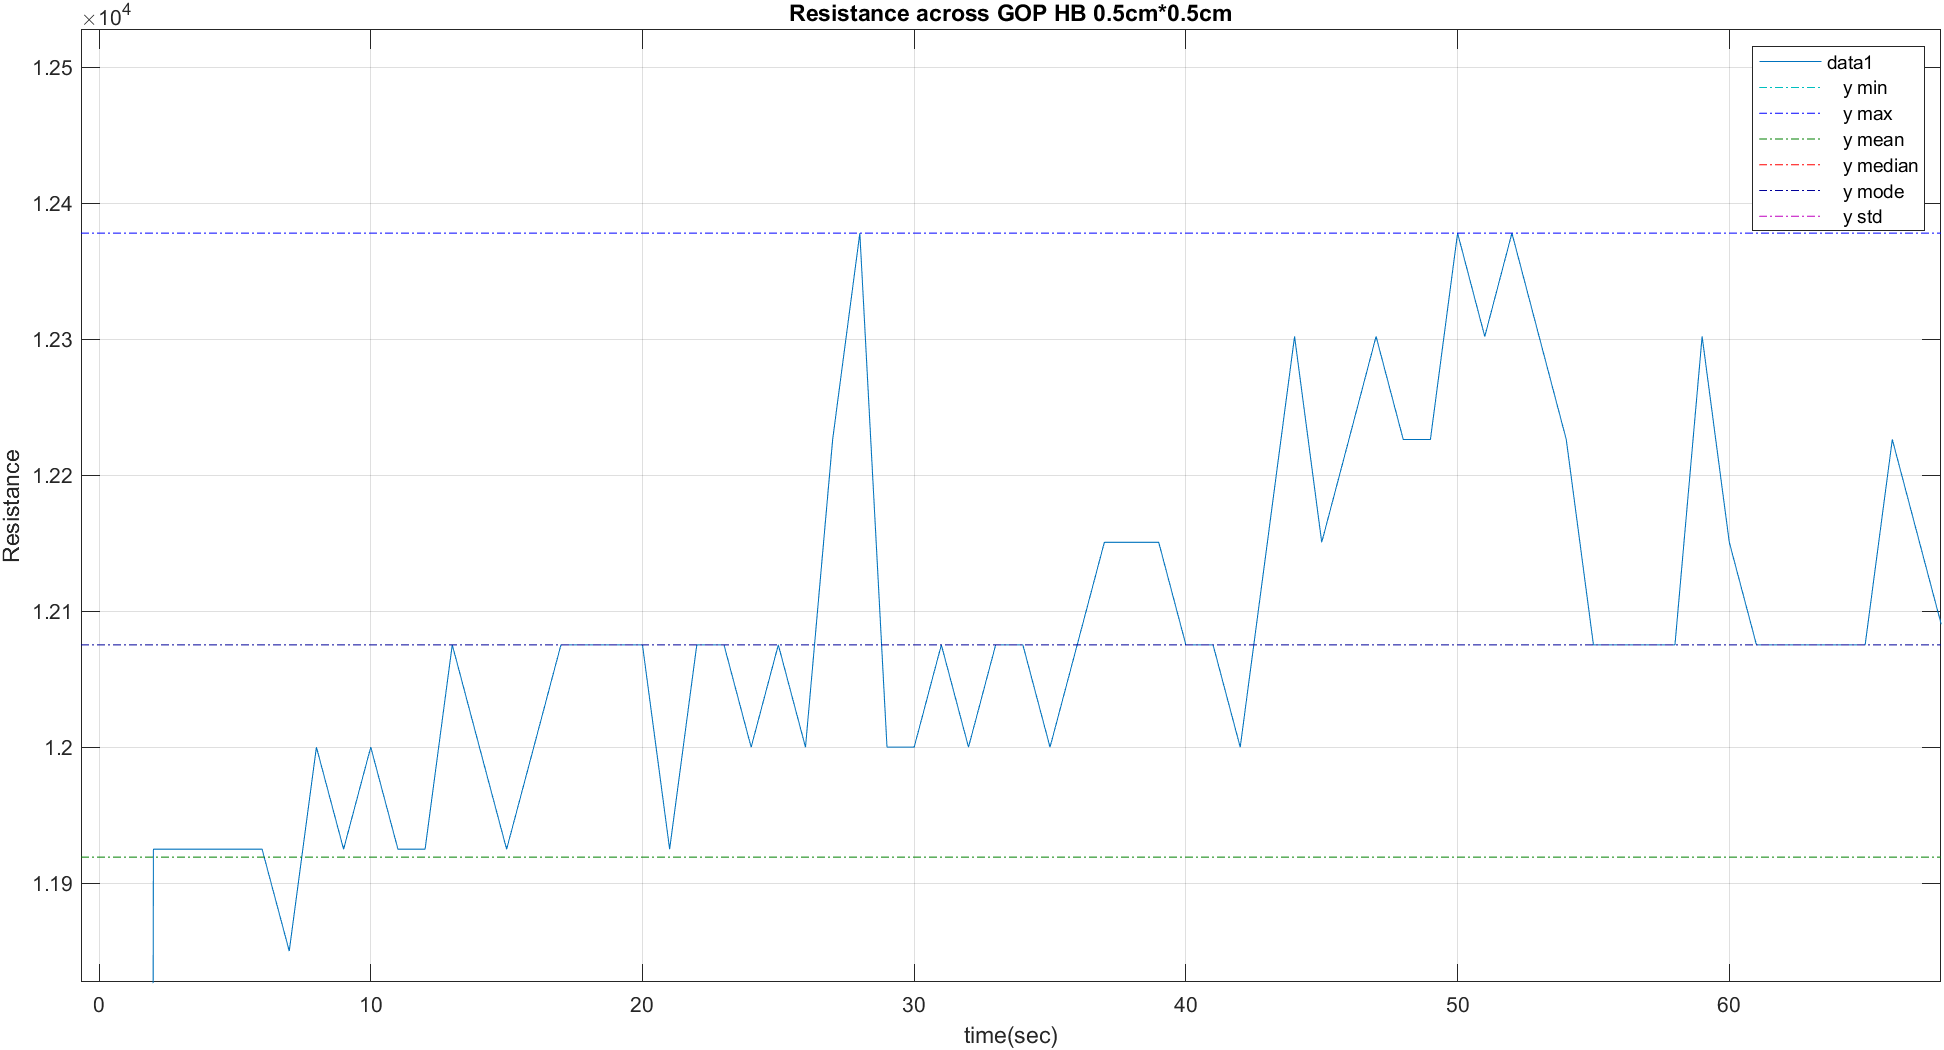 Resistance across GOP HB 0.5cm*0.5cm
×10⁴
1.25
1.24
1.23
1.22
1.21
1.2
1.19
Resistance
0 10 20 30 40 50 60
time(sec)
data1
y min
y max
y mean
y median
y mode
y std